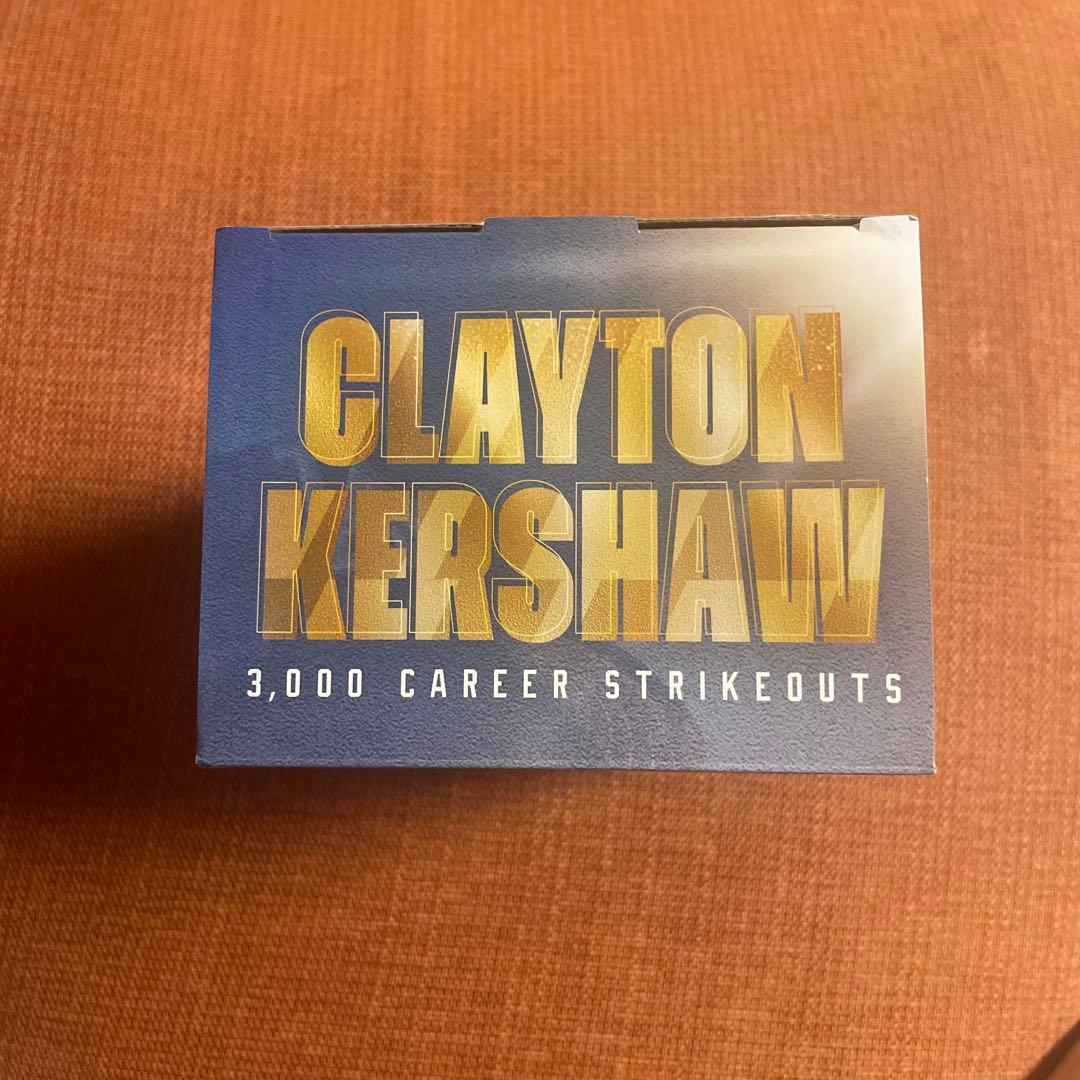 CLAYTON
KERSHAW
3,000 CAREER STRIKEOUTS